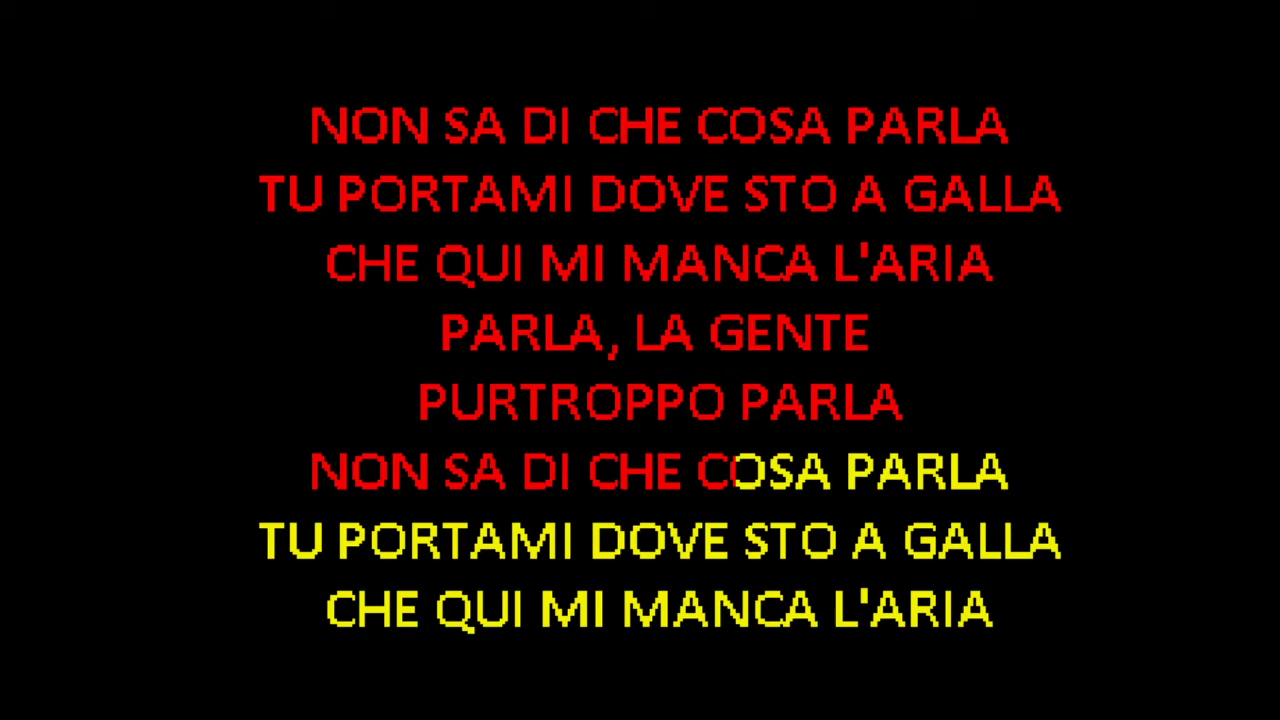 NON SA DI CHE COSA PARLA
TU PORTAMI DOVE STO A GALLA
CHE QUI MI MANCA L'ARIA
PARLA, LA GENTE
PURTROPPO PARLA
NON SA DI CHE COSA PARLA
TU PORTAMI DOVE STO A GALLA
CHE QUI MI MANCA L'ARIA